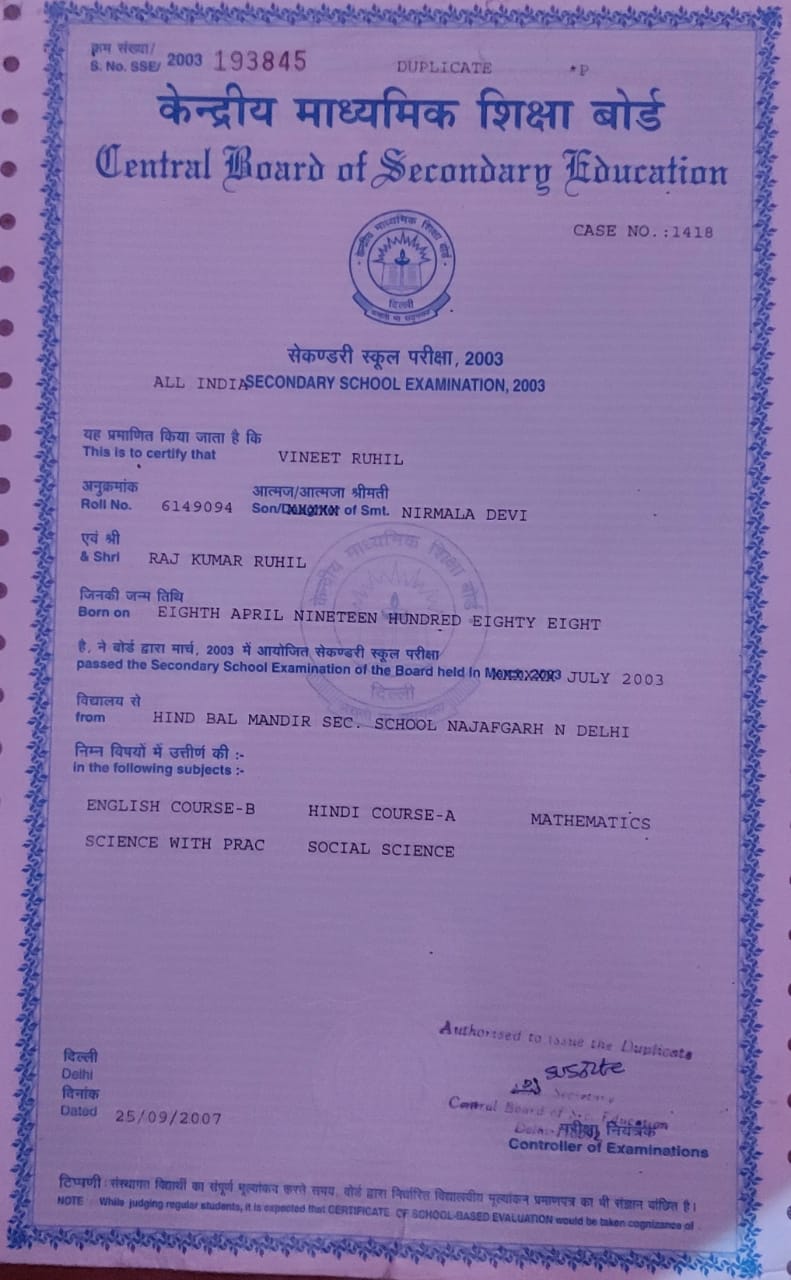 क्रम संख्या/
S. No. SSE/ 2003 193845 DUPLICATE *P
केन्द्रीय माध्यमिक शिक्षा बोर्ड
Central Board of Secondary Education
CASE NO.:1418
केन्द्रीय माध्यमिक शिक्षा बोर्ड
दिल्ली
सेकण्डरी स्कूल परीक्षा, 2003
ALL INDIA SECONDARY SCHOOL EXAMINATION, 2003
यह प्रमाणित किया जाता है कि
This is to certify that VINEET RUHIL
अनुक्रमांक आत्मज/आत्मजा श्रीमती
Roll No. 6149094 Son/ of Smt. NIRMALA DEVI
एवं श्री
& Shri RAJ KUMAR RUHIL
जिनकी जन्म तिथि
Born on EIGHTH APRIL NINETEEN HUNDRED EIGHTY EIGHT
है, ने बोर्ड द्वारा मार्च, 2003 में आयोजित सेकण्डरी स्कूल परीक्षा
passed the Secondary School Examination of the Board held in JULY 2003
विद्यालय से
from HIND BAL MANDIR SEC. SCHOOL NAJAFGARH N DELHI
निम्न विषयों में उत्तीर्ण की :-
in the following subjects :-
ENGLISH COURSE-B HINDI COURSE-A MATHEMATICS
SCIENCE WITH PRAC SOCIAL SCIENCE
Authorised to issue the Duplicate
दिल्ली
Delhi
दिनांक
Dated 25/09/2007
Secretary
Central Board of Sec. Education
परीक्षा नियंत्रक
Controller of Examinations
टिप्पणी : संस्थागत विद्यार्थी का संपूर्ण मूल्यांकन करते समय, बोर्ड द्वारा निर्धारित विद्यालयीय मूल्यांकन प्रमाणपत्र का भी संज्ञान वांछित है।
NOTE : While judging regular students, it is expected that CERTIFICATE OF SCHOOL-BASED EVALUATION would be taken cognizance of.